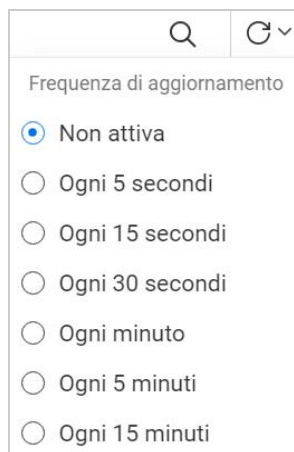 Frequenza di aggiornamento
Non attiva
Ogni 5 secondi
Ogni 15 secondi
Ogni 30 secondi
Ogni minuto
Ogni 5 minuti
Ogni 15 minuti